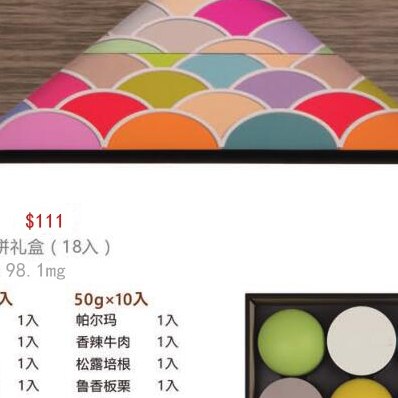 $111
饼礼盒（18入）
98.1mg
入 50g×10入
1入 帕尔玛 1入
1入 香辣牛肉 1入
1入 松露培根 1入
1入 鲁香板栗 1入